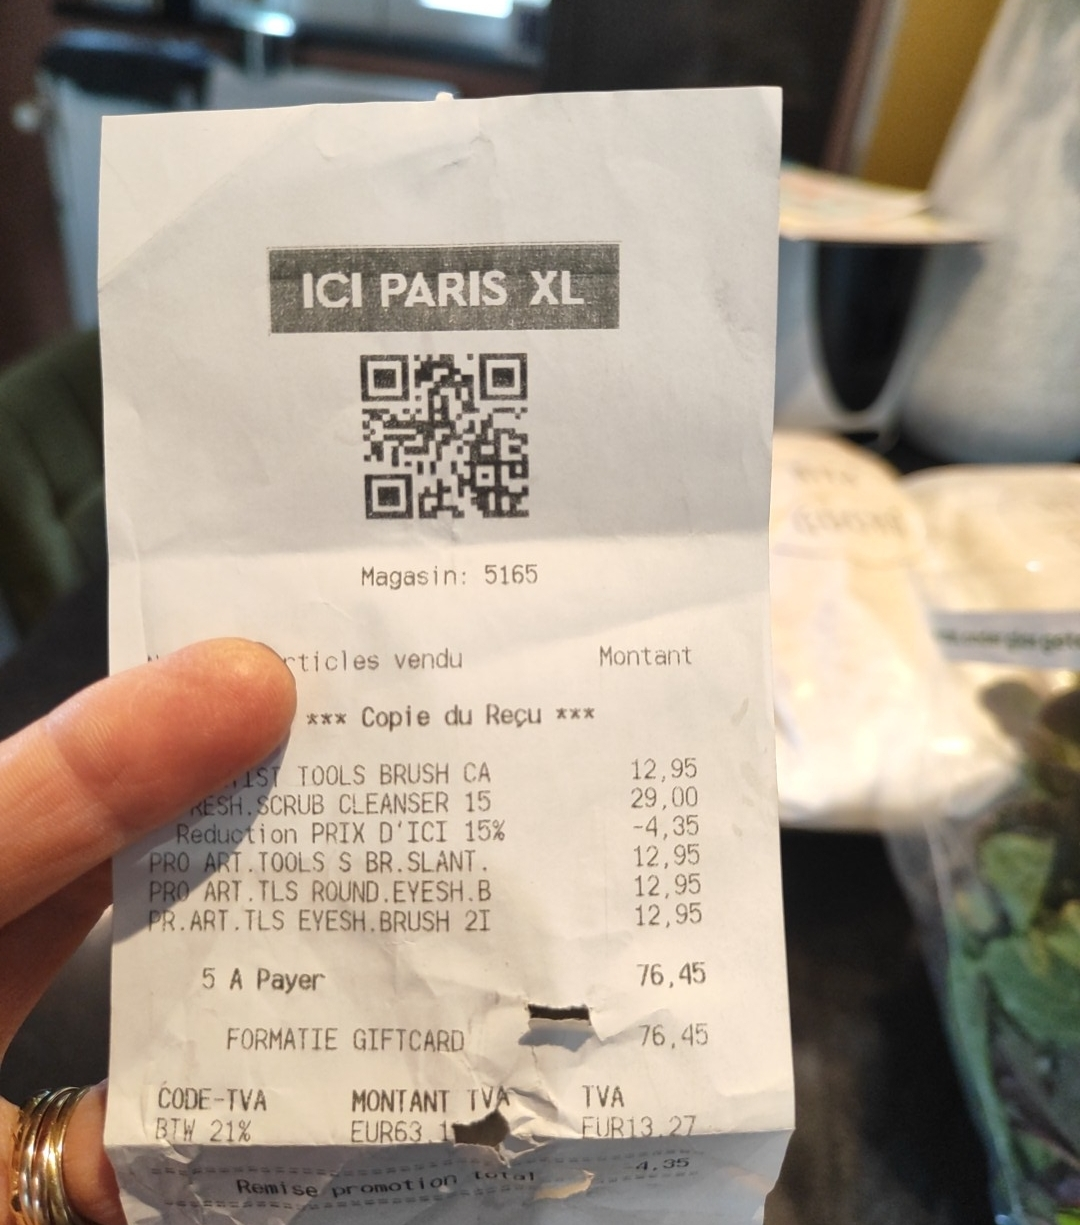 ICI PARIS XL
Magasin: 5165
rticles vendu Montant
*** Copie du Reçu ***
TIST TOOLS BRUSH CA 12,95
RESH.SCRUB CLEANSER 15 29,00
Reduction PRIX D'ICI 15% -4,35
PRO ART.TOOLS S BR.SLANT. 12,95
PRO ART.TLS ROUND.EYESH.B 12,95
PR.ART.TLS EYESH.BRUSH 2I 12,95
5 A Payer 76,45
FORMATIE GIFTCARD 76,45
CODE-TVA MONTANT TVA TVA
BTW 21% EUR63.1 EUR13.27
Remise promotion total -4,35